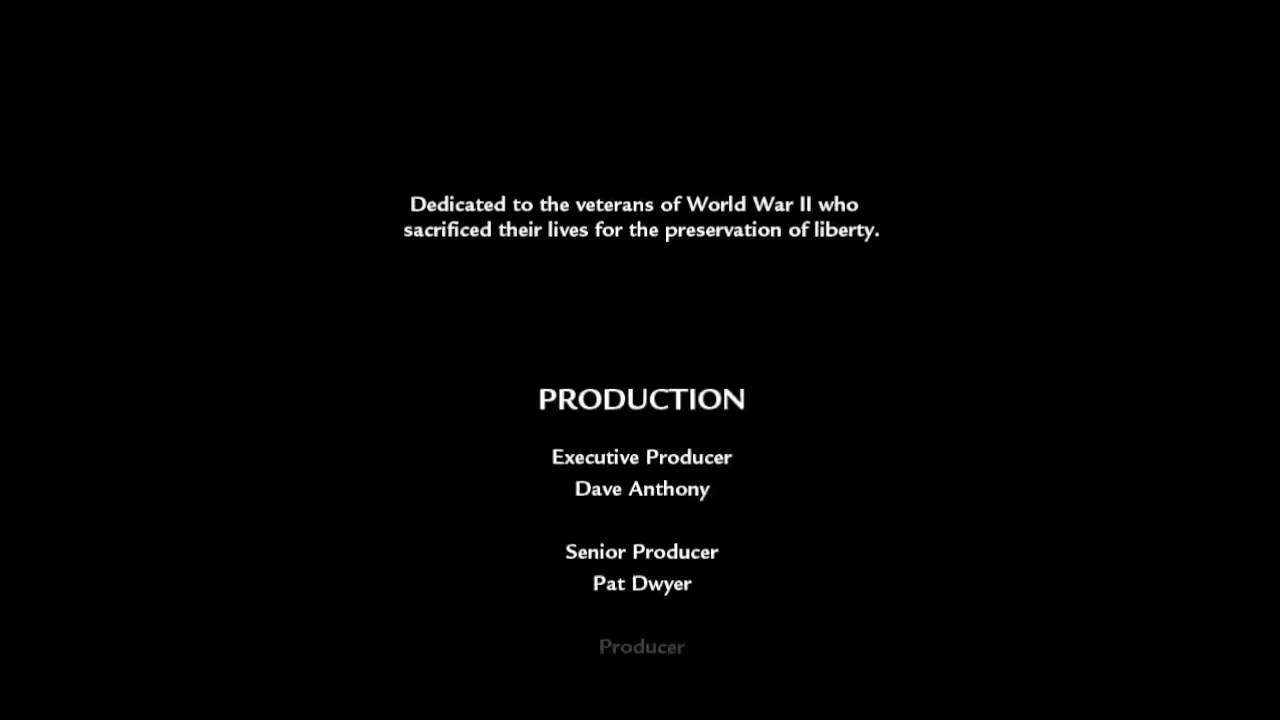 Dedicated to the veterans of World War II who
sacrificed their lives for the preservation of liberty.
PRODUCTION
Executive Producer
Dave Anthony
Senior Producer
Pat Dwyer
Producer